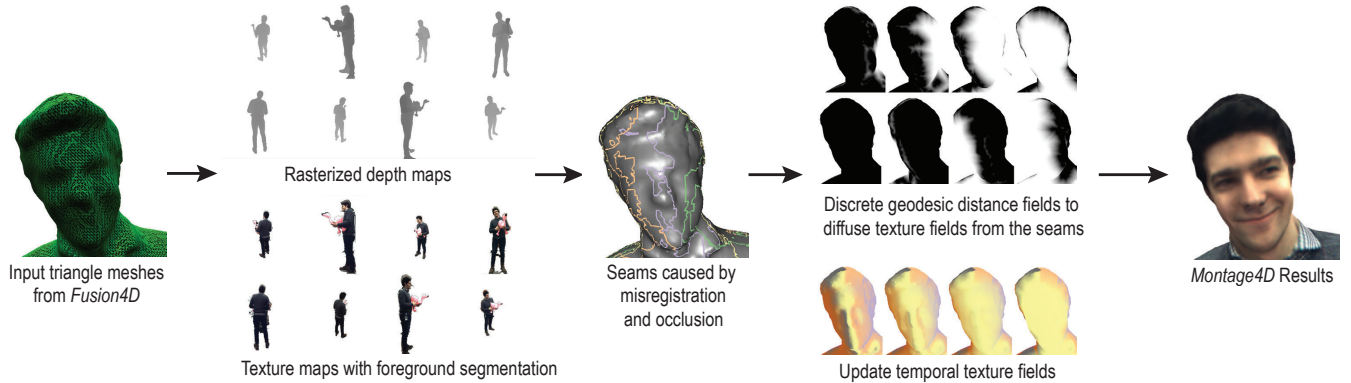 Input triangle meshes
from Fusion4D
Rasterized depth maps
Texture maps with foreground segmentation
Seams caused by
misregistration
and occlusion
Discrete geodesic distance fields to
diffuse texture fields from the seams
Update temporal texture fields
Montage4D Results